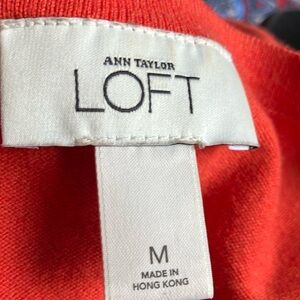 ANN TAYLOR
LOFT
M
MADE IN
HONG KONG